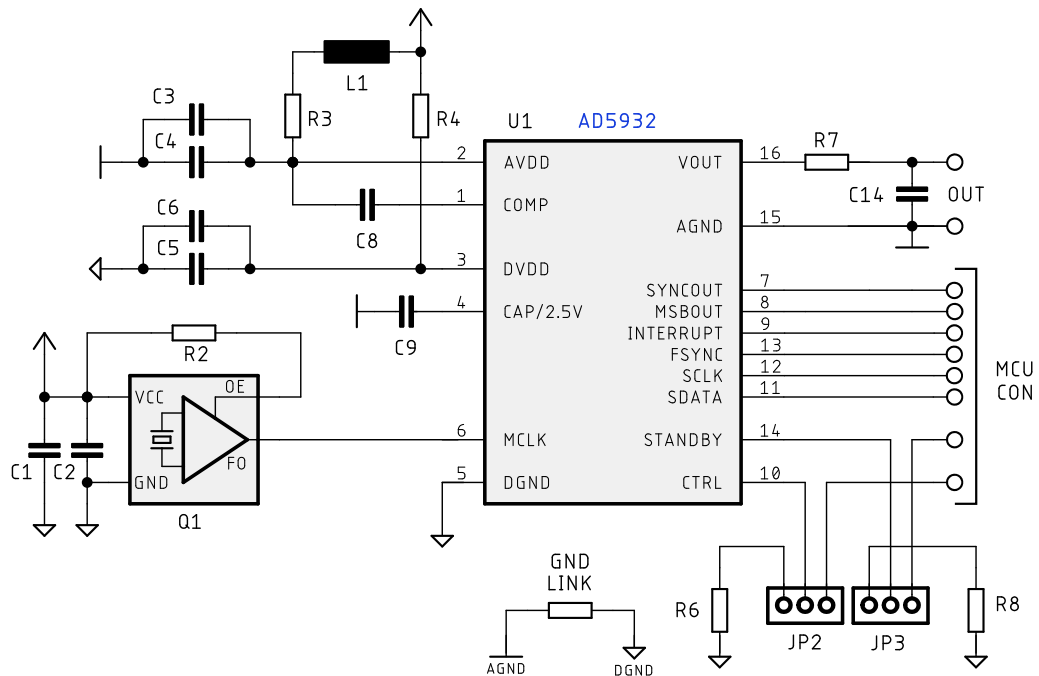 L1
C3
R3
R4
C4
U1
AD5932
2
AVDD
VOUT
16
R7
1
COMP
C14
OUT
C6
C8
AGND
15
C5
3
DVDD
4
CAP/2.5V
SYNCOUT
7
MSBOUT
8
C9
INTERRUPT
9
R2
FSYNC
13
SCLK
12
MCU
CON
OE
VCC
SDATA
11
6
MCLK
STANDBY
14
C1
C2
FO
GND
5
DGND
CTRL
10
Q1
GND
LINK
R6
R8
JP2
JP3
AGND
DGND